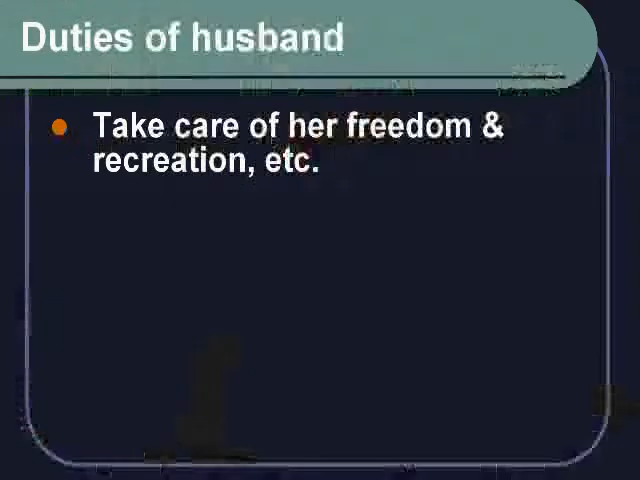 Duties of husband
Take care of her freedom &
recreation, etc.